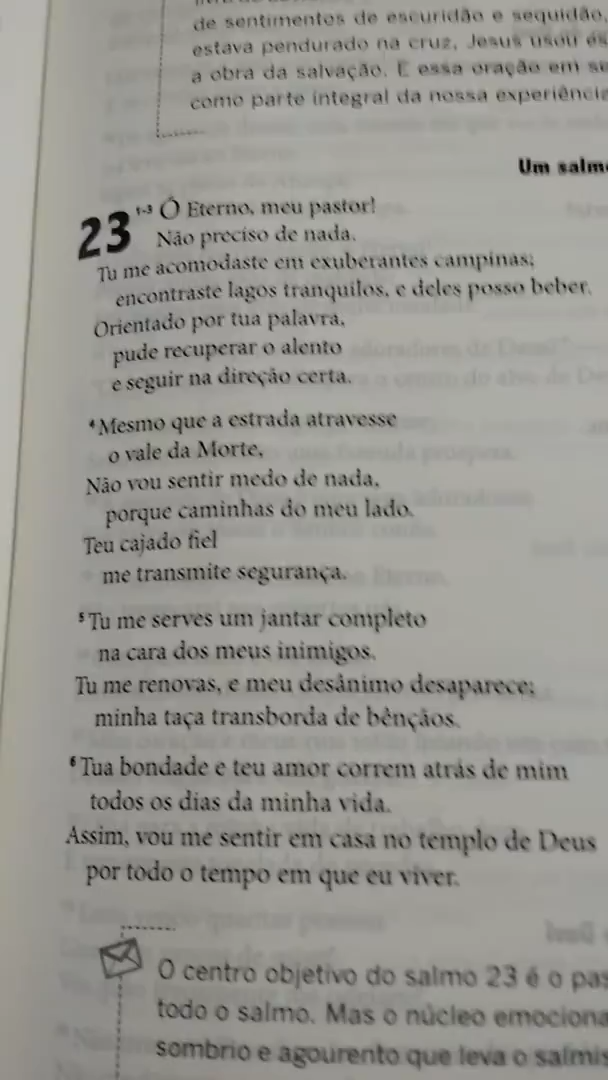 de sentimentos de escuridão e sequidão,
estava pendurado na cruz, Jesus usou es
a obra da salvação. E essa oração em se
como parte integral da nossa experiência
Um salmo
23 1-3 Ó Eterno, meu pastor!
Não preciso de nada.
Tu me acomodaste em exuberantes campinas;
encontraste lagos tranquilos, e deles posso beber.
Orientado por tua palavra,
pude recuperar o alento
e seguir na direção certa.
4 Mesmo que a estrada atravesse
o vale da Morte,
Não vou sentir medo de nada,
porque caminhas do meu lado.
Teu cajado fiel
me transmite segurança.
5 Tu me serves um jantar completo
na cara dos meus inimigos.
Tu me renovas, e meu desânimo desaparece;
minha taça transborda de bênçãos.
6 Tua bondade e teu amor correm atrás de mim
todos os dias da minha vida.
Assim, vou me sentir em casa no templo de Deus
por todo o tempo em que eu viver.
O centro objetivo do salmo 23 é o pas
todo o salmo. Mas o núcleo emociona
sombrio e agourento que leva o salmis